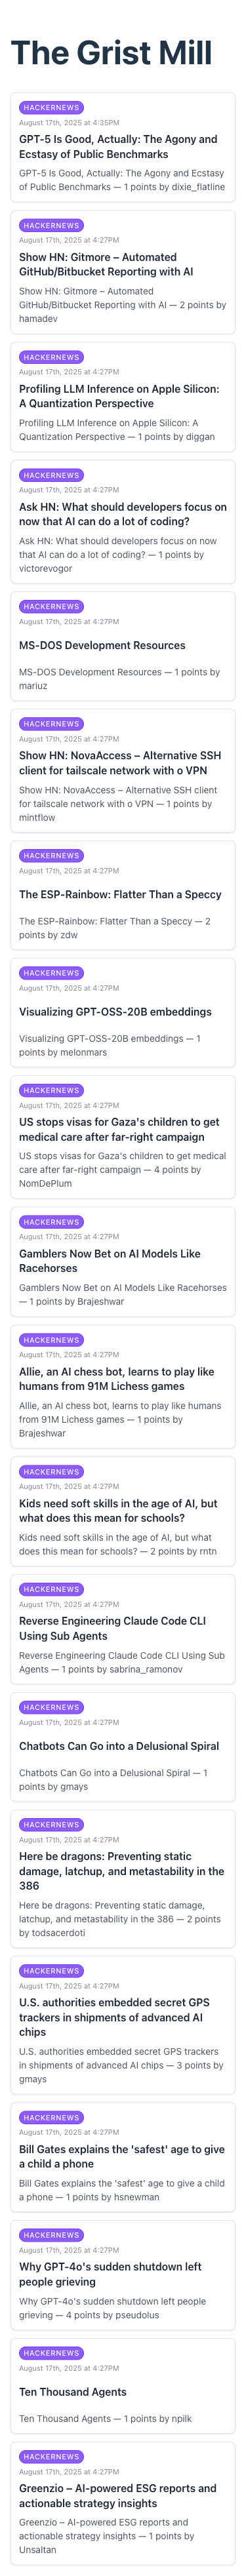 The Grist Mill
HACKERNEWS
August 17th, 2025 at 4:35PM
GPT-5 Is Good, Actually: The Agony and
Ecstasy of Public Benchmarks
GPT-5 Is Good, Actually: The Agony and Ecstasy
of Public Benchmarks — 1 points by dixie_flatline
HACKERNEWS
August 17th, 2025 at 4:27PM
Show HN: Gitmore – Automated
GitHub/Bitbucket Reporting with AI
Show HN: Gitmore – Automated
GitHub/Bitbucket Reporting with AI — 2 points by
hamadev
HACKERNEWS
August 17th, 2025 at 4:27PM
Profiling LLM Inference on Apple Silicon:
A Quantization Perspective
Profiling LLM Inference on Apple Silicon: A
Quantization Perspective — 1 points by diggan
HACKERNEWS
August 17th, 2025 at 4:27PM
Ask HN: What should developers focus on
now that AI can do a lot of coding?
Ask HN: What should developers focus on now
that AI can do a lot of coding? — 1 points by
victorevogor
HACKERNEWS
August 17th, 2025 at 4:27PM
MS-DOS Development Resources
MS-DOS Development Resources — 1 points by
mariuz
HACKERNEWS
August 17th, 2025 at 4:27PM
Show HN: NovaAccess – Alternative SSH
client for tailscale network with o VPN
Show HN: NovaAccess – Alternative SSH client
for tailscale network with o VPN — 1 points by
mintflow
HACKERNEWS
August 17th, 2025 at 4:27PM
The ESP-Rainbow: Flatter Than a Speccy
The ESP-Rainbow: Flatter Than a Speccy — 2
points by zdw
HACKERNEWS
August 17th, 2025 at 4:27PM
Visualizing GPT-OSS-20B embeddings
Visualizing GPT-OSS-20B embeddings — 1
points by melonmars
HACKERNEWS
August 17th, 2025 at 4:27PM
US stops visas for Gaza's children to get
medical care after far-right campaign
US stops visas for Gaza's children to get medical
care after far-right campaign — 4 points by
NomDePlum
HACKERNEWS
August 17th, 2025 at 4:27PM
Gamblers Now Bet on AI Models Like
Racehorses
Gamblers Now Bet on AI Models Like Racehorses
— 1 points by Brajeshwar
HACKERNEWS
August 17th, 2025 at 4:27PM
Allie, an AI chess bot, learns to play like
humans from 91M Lichess games
Allie, an AI chess bot, learns to play like humans
from 91M Lichess games — 1 points by
Brajeshwar
HACKERNEWS
August 17th, 2025 at 4:27PM
Kids need soft skills in the age of AI, but
what does this mean for schools?
Kids need soft skills in the age of AI, but what
does this mean for schools? — 2 points by rntn
HACKERNEWS
August 17th, 2025 at 4:27PM
Reverse Engineering Claude Code CLI
Using Sub Agents
Reverse Engineering Claude Code CLI Using Sub
Agents — 1 points by sabrina_ramonov
HACKERNEWS
August 17th, 2025 at 4:27PM
Chatbots Can Go into a Delusional Spiral
Chatbots Can Go into a Delusional Spiral — 1
points by gmays
HACKERNEWS
August 17th, 2025 at 4:27PM
Here be dragons: Preventing static
damage, latchup, and metastability in the
386
Here be dragons: Preventing static damage,
latchup, and metastability in the 386 — 2 points
by todsacerdoti
HACKERNEWS
August 17th, 2025 at 4:27PM
U.S. authorities embedded secret GPS
trackers in shipments of advanced AI
chips
U.S. authorities embedded secret GPS trackers
in shipments of advanced AI chips — 3 points by
gmays
HACKERNEWS
August 17th, 2025 at 4:27PM
Bill Gates explains the 'safest' age to give
a child a phone
Bill Gates explains the 'safest' age to give a child
a phone — 1 points by hsnewman
HACKERNEWS
August 17th, 2025 at 4:27PM
Why GPT-4o's sudden shutdown left
people grieving
Why GPT-4o's sudden shutdown left people
grieving — 4 points by pseudolus
HACKERNEWS
August 17th, 2025 at 4:27PM
Ten Thousand Agents
Ten Thousand Agents — 1 points by npilk
HACKERNEWS
August 17th, 2025 at 4:27PM
Greenzio – AI-powered ESG reports and
actionable strategy insights
Greenzio – AI-powered ESG reports and
actionable strategy insights — 1 points by
Unsaltan